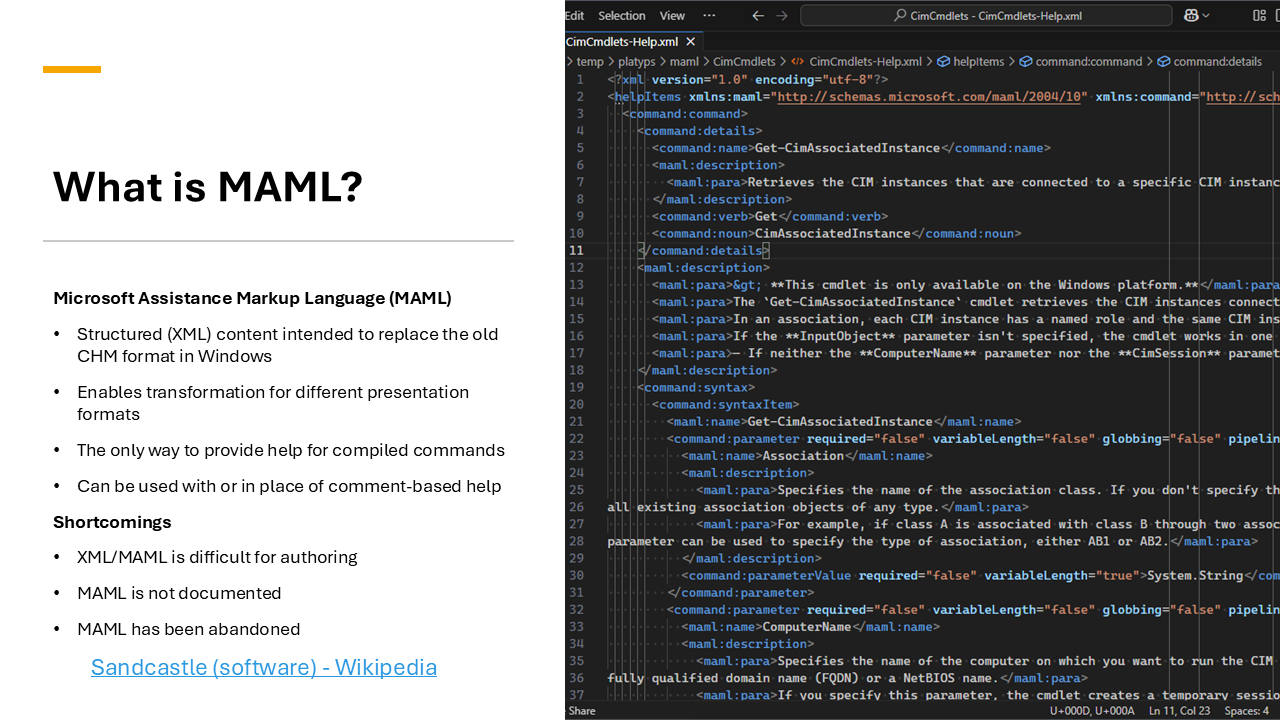 What is MAML?
Microsoft Assistance Markup Language (MAML)
• Structured (XML) content intended to replace the old
CHM format in Windows
• Enables transformation for different presentation
formats
• The only way to provide help for compiled commands
• Can be used with or in place of comment-based help
Shortcomings
• XML/MAML is difficult for authoring
• MAML is not documented
• MAML has been abandoned
Sandcastle (software) - Wikipedia
Edit Selection View ··· CimCmdlets - CimCmdlets-Help.xml
CimCmdlets-Help.xml
temp > platyps > maml > CimCmdlets > CimCmdlets-Help.xml > helpItems > command:command > command:details
1 <?xml version="1.0" encoding="utf-8"?>
2 <helpItems xmlns:maml="http://schemas.microsoft.com/maml/2004/10" xmlns:command="http://sch
3 <command:command>
4 <command:details>
5 <command:name>Get-CimAssociatedInstance</command:name>
6 <maml:description>
7 <maml:para>Retrieves the CIM instances that are connected to a specific CIM instanc
8 </maml:description>
9 <command:verb>Get</command:verb>
10 <command:noun>CimAssociatedInstance</command:noun>
11 </command:details>
12 <maml:description>
13 <maml:para>&gt; **This cmdlet is only available on the Windows platform.**</maml:para
14 <maml:para>The `Get-CimAssociatedInstance` cmdlet retrieves the CIM instances connect
15 <maml:para>In an association, each CIM instance has a named role and the same CIM ins
16 <maml:para>If the **InputObject** parameter isn't specified, the cmdlet works in one
17 <maml:para>— If neither the **ComputerName** parameter nor the **CimSession** paramet
18 </maml:description>
19 <command:syntax>
20 <command:syntaxItem>
21 <maml:name>Get-CimAssociatedInstance</maml:name>
22 <command:parameter required="false" variableLength="false" globbing="false" pipelin
23 <maml:name>Association</maml:name>
24 <maml:description>
25 <maml:para>Specifies the name of the association class. If you don't specify th
26 all existing association objects of any type.</maml:para>
27 <maml:para>For example, if class A is associated with class B through two assoc
28 parameter can be used to specify the type of association, either AB1 or AB2.</maml:para>
29 </maml:description>
30 <command:parameterValue required="false" variableLength="true">System.String</com
31 </command:parameter>
32 <command:parameter required="false" variableLength="false" globbing="false" pipelin
33 <maml:name>ComputerName</maml:name>
34 <maml:description>
35 <maml:para>Specifies the name of the computer on which you want to run the CIM
36 fully qualified domain name (FQDN) or a NetBIOS name.</maml:para>
37 <maml:para>If you specify this parameter, the cmdlet creates a temporary sessio
Share U+000D, U+000A Ln 11, Col 23 Spaces: 4